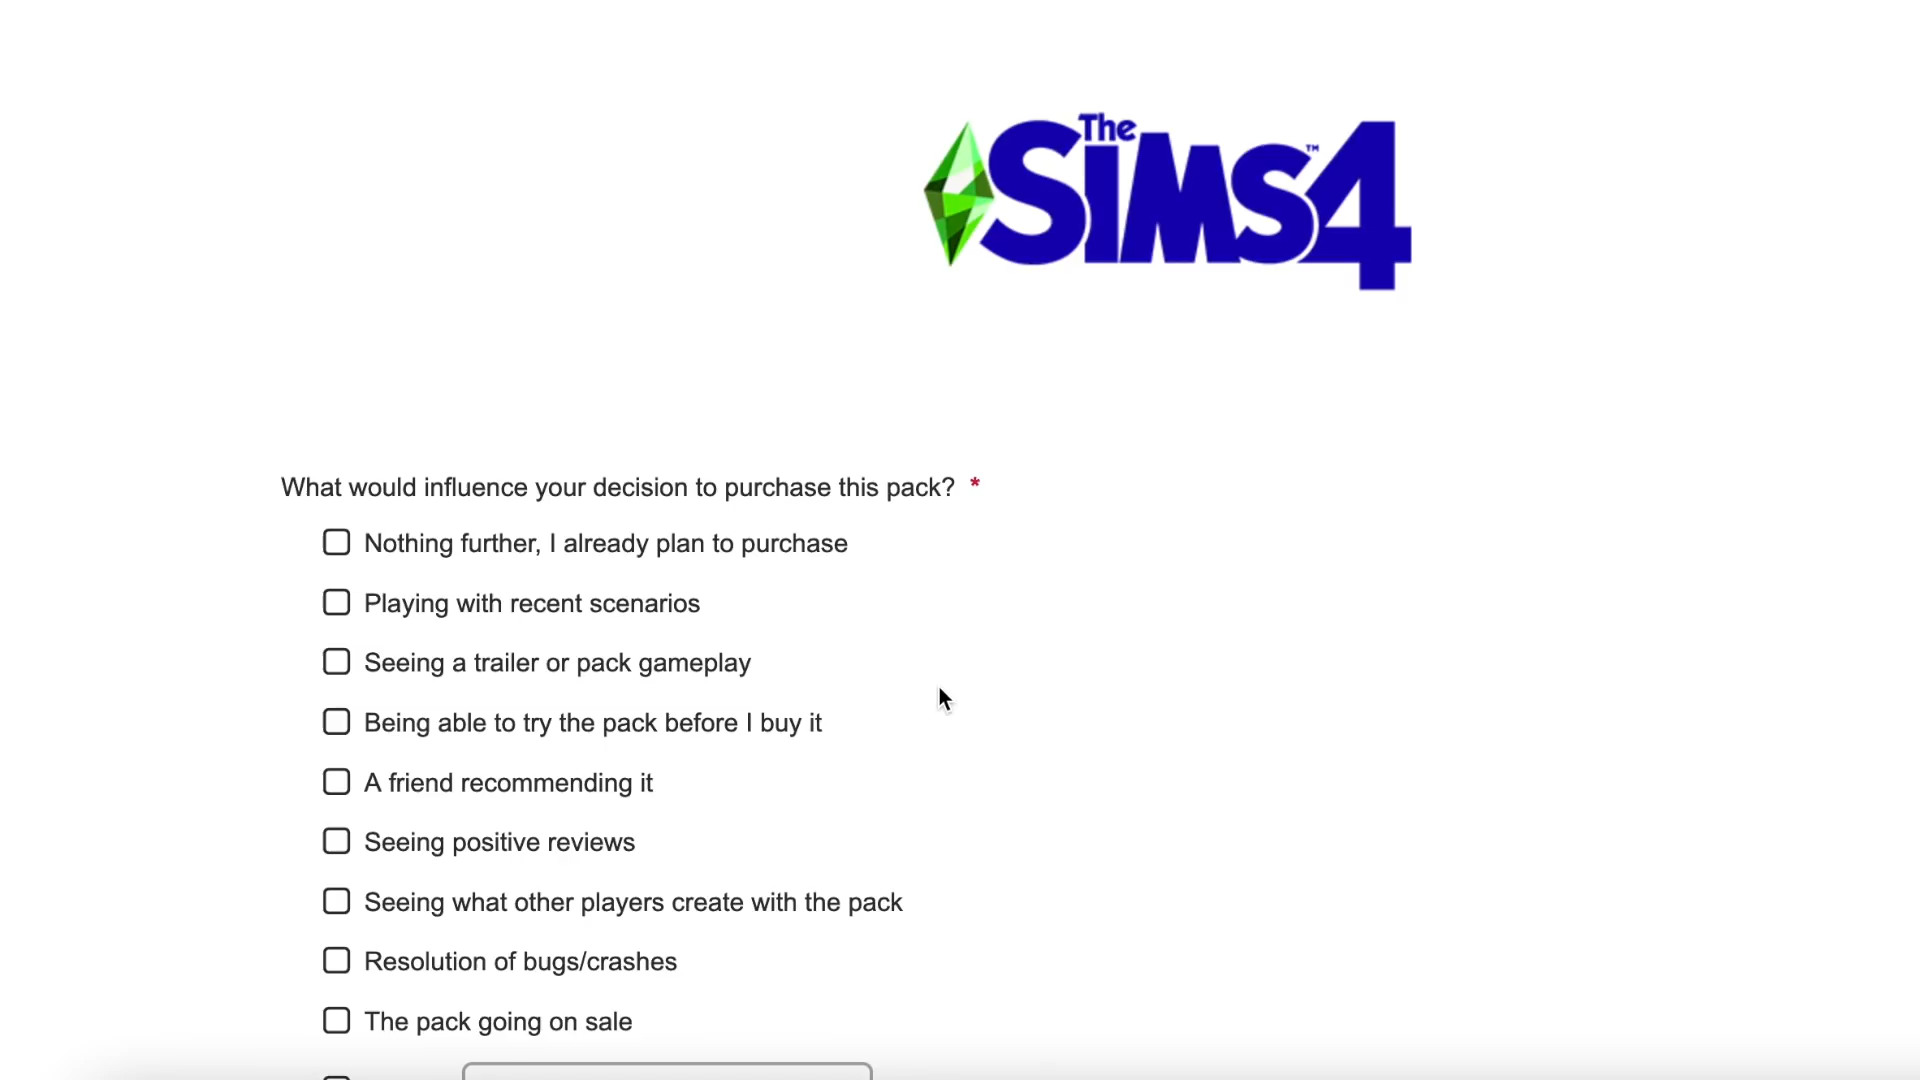 The
SiMS4™
What would influence your decision to purchase this pack? *
Nothing further, I already plan to purchase
Playing with recent scenarios
Seeing a trailer or pack gameplay
Being able to try the pack before I buy it
A friend recommending it
Seeing positive reviews
Seeing what other players create with the pack
Resolution of bugs/crashes
The pack going on sale